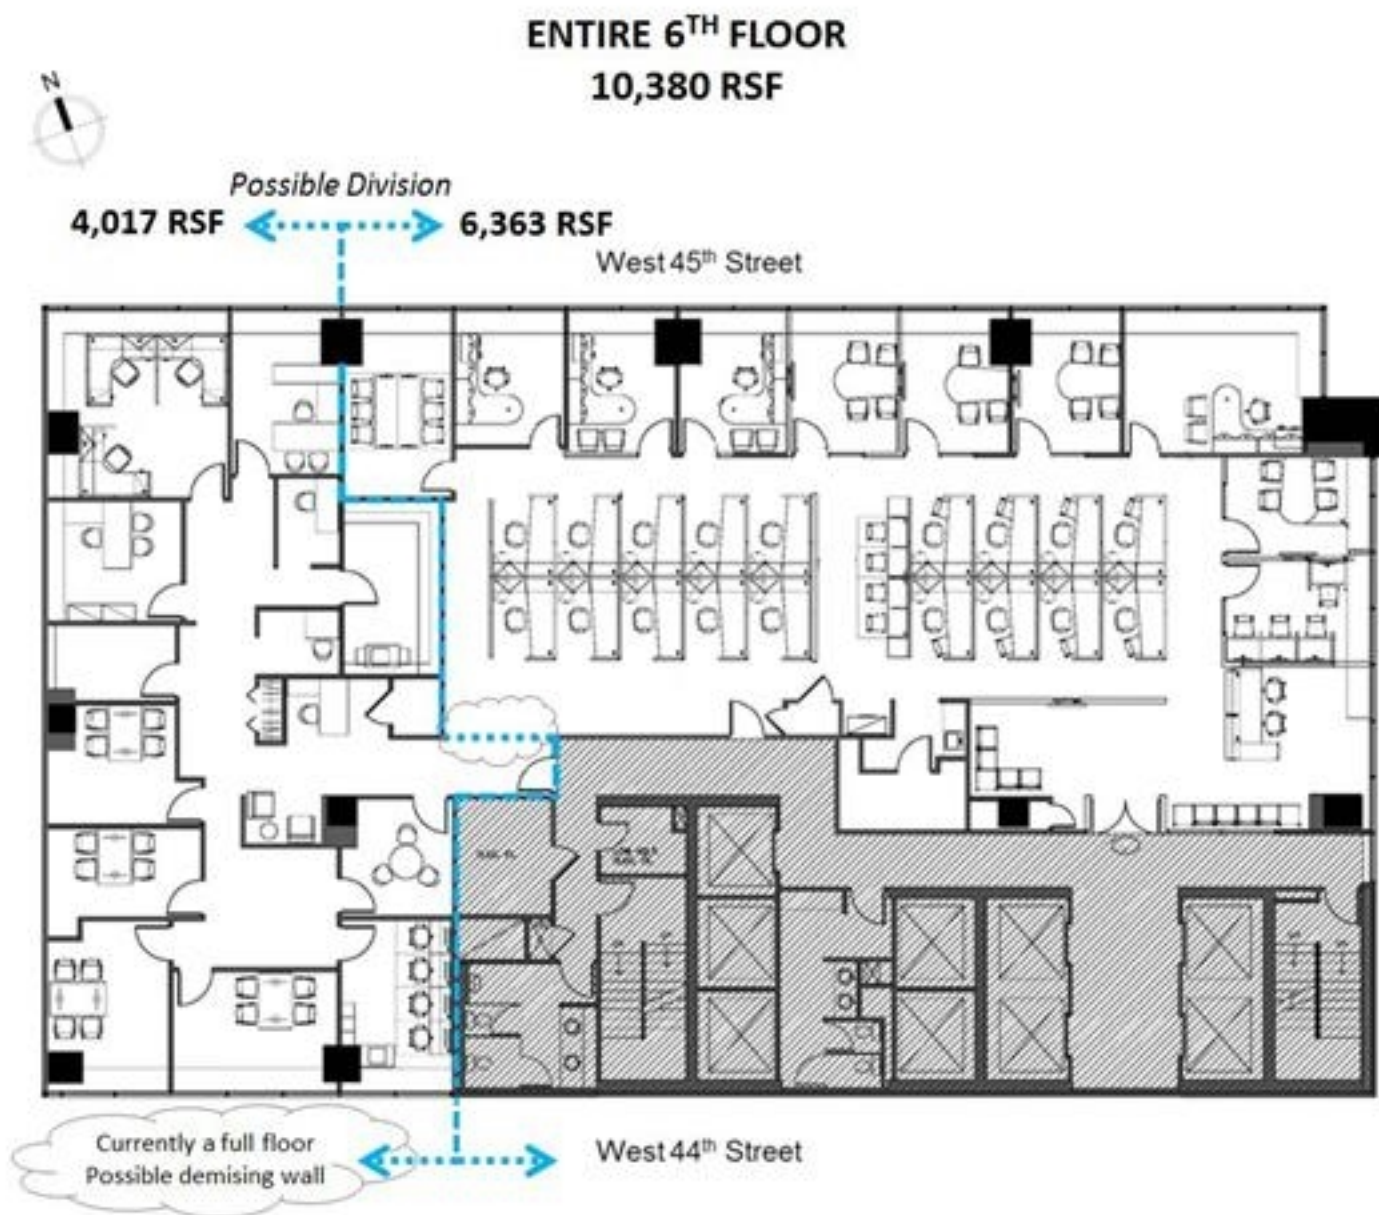 ENTIRE 6TH FLOOR
10,380 RSF
N
Possible Division
4,017 RSF
6,363 RSF
West 45th Street
West 44th Street
Currently a full floor
Possible demising wall